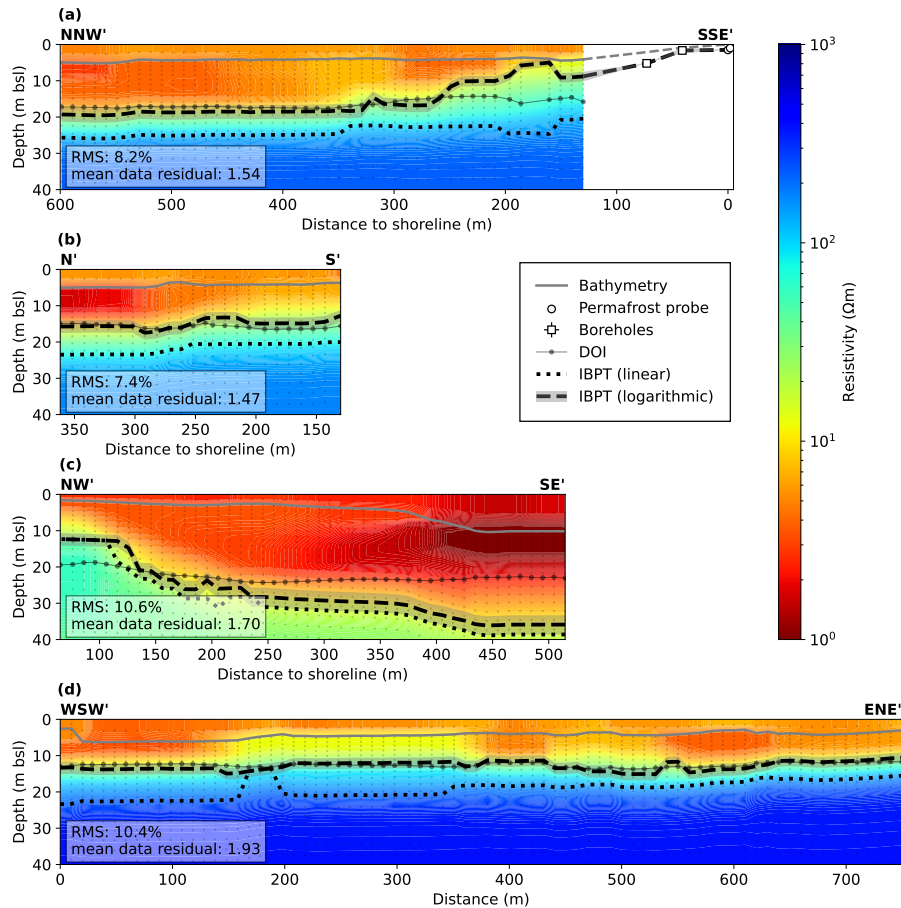 (a)
NNW' SSE'
0
10
20
30
40
Depth (m bsl)
RMS: 8.2%
mean data residual: 1.54
600 500 400 300 200 100 0
Distance to shoreline (m)
(b)
N' S'
0
10
20
30
40
Depth (m bsl)
RMS: 7.4%
mean data residual: 1.47
350 300 250 200 150
Distance to shoreline (m)
Bathymetry
Permafrost probe
Boreholes
DOI
IBPT (linear)
IBPT (logarithmic)
10³
10²
10¹
10⁰
Resistivity (Ωm)
(c)
NW' SE'
0
10
20
30
40
Depth (m bsl)
RMS: 10.6%
mean data residual: 1.70
100 150 200 250 300 350 400 450 500
Distance to shoreline (m)
(d)
WSW' ENE'
0
10
20
30
40
Depth (m bsl)
RMS: 10.4%
mean data residual: 1.93
0 100 200 300 400 500 600 700
Distance (m)